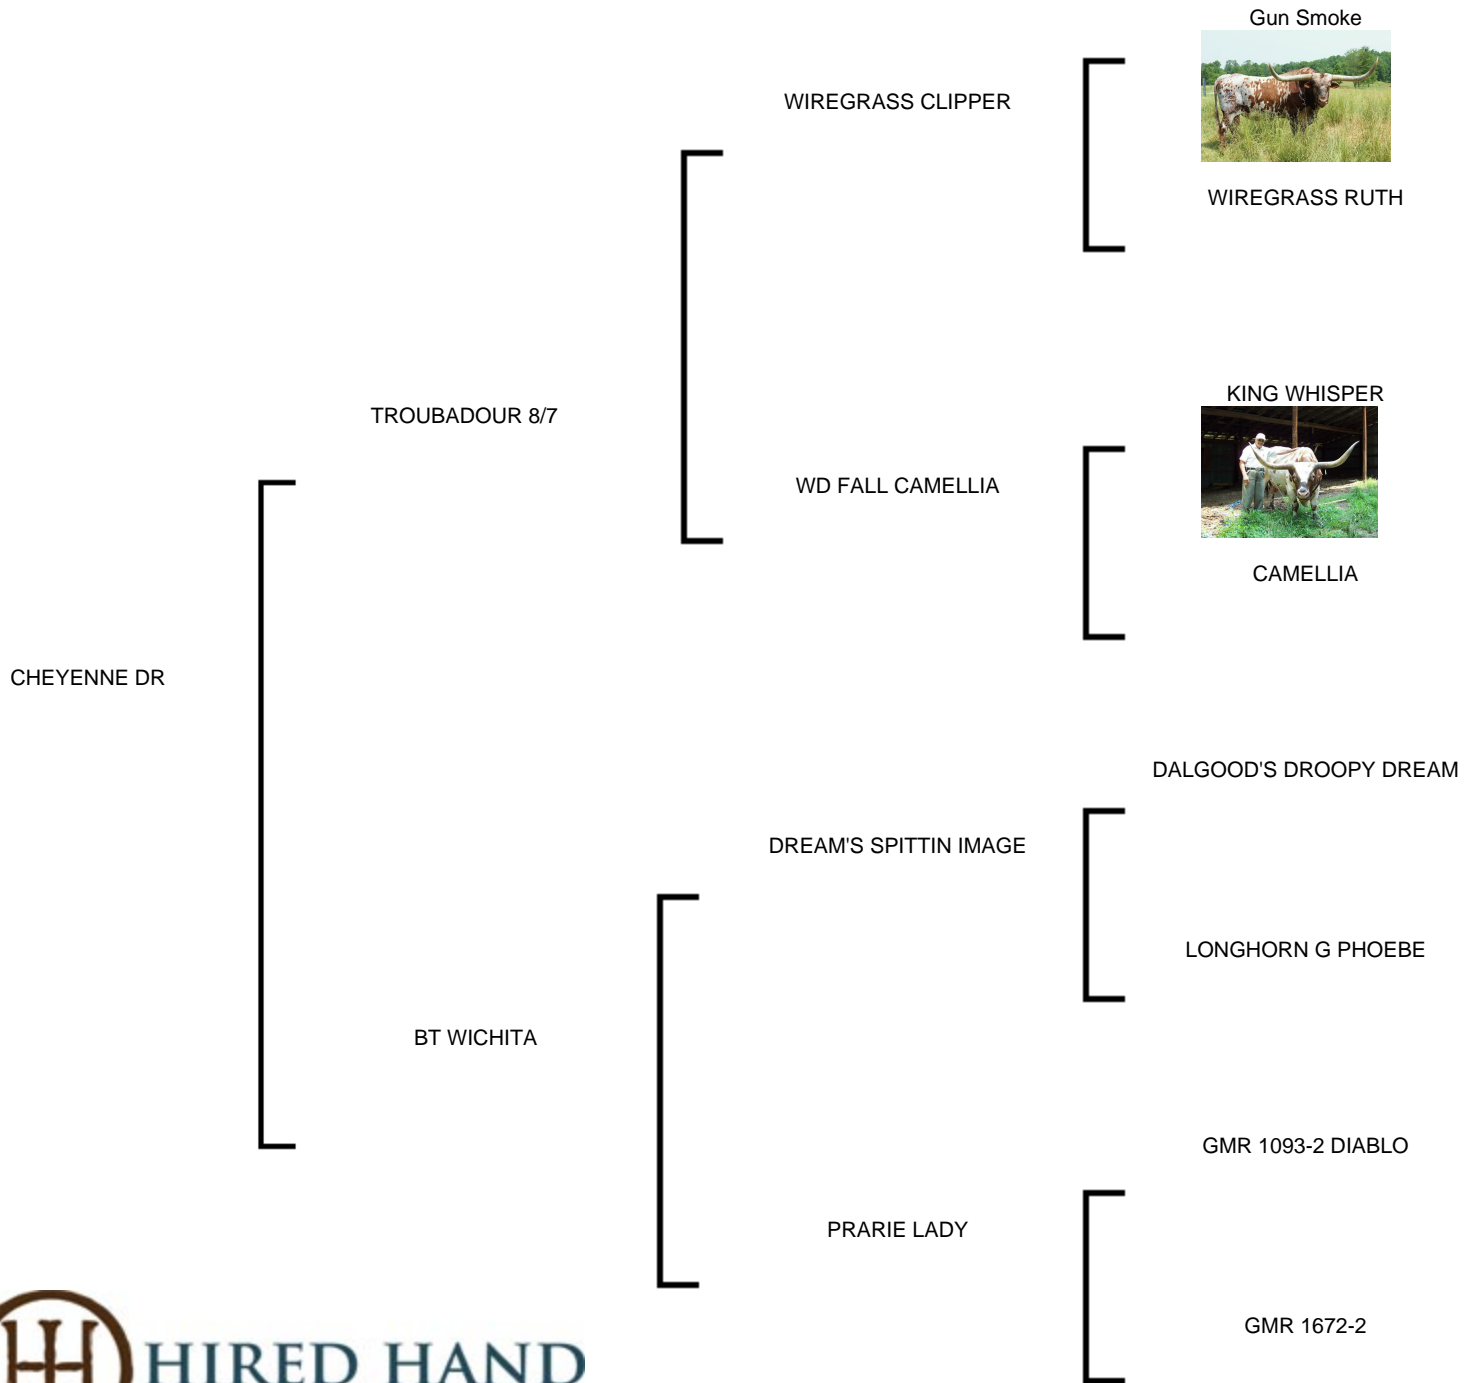 Gun Smoke
WIREGRASS CLIPPER
WIREGRASS RUTH
KING WHISPER
TROUBADOUR 8/7
WD FALL CAMELLIA
CAMELLIA
CHEYENNE DR
DALGOOD'S DROOPY DREAM
DREAM'S SPITTIN IMAGE
LONGHORN G PHOEBE
BT WICHITA
GMR 1093-2 DIABLO
PRARIE LADY
GMR 1672-2
HIRED HAND